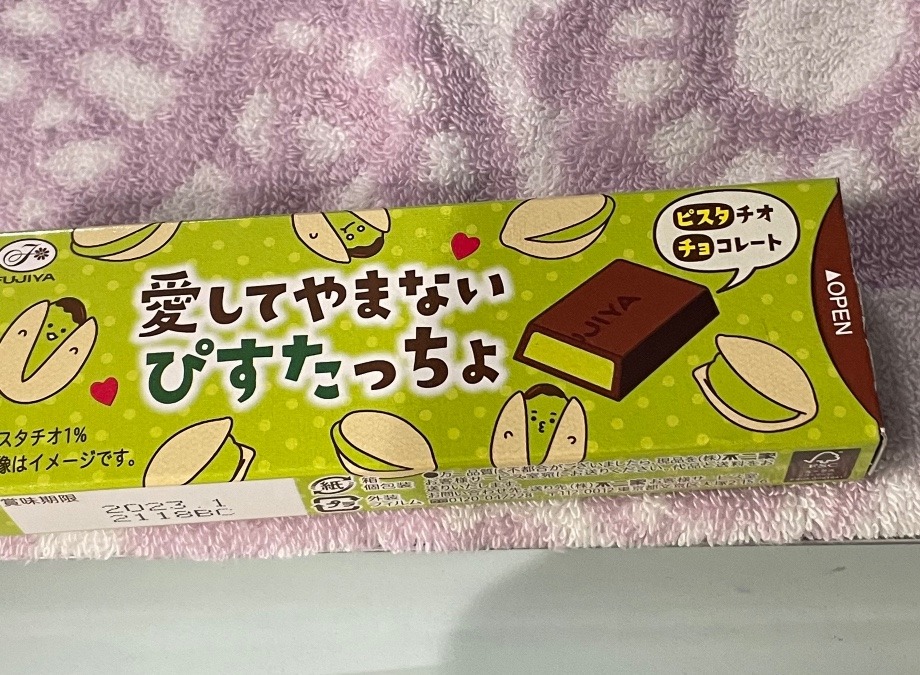 FUJIYA
愛してやまない
ぴすたっちょ
ピスタチオ
チョコレート
▲OPEN
FUJIYA
スタチオ1%
像はイメージです。
賞味期限
2023. 1
2118BC
紙
箱
個包装
プラ
外装
フィルム
FSC